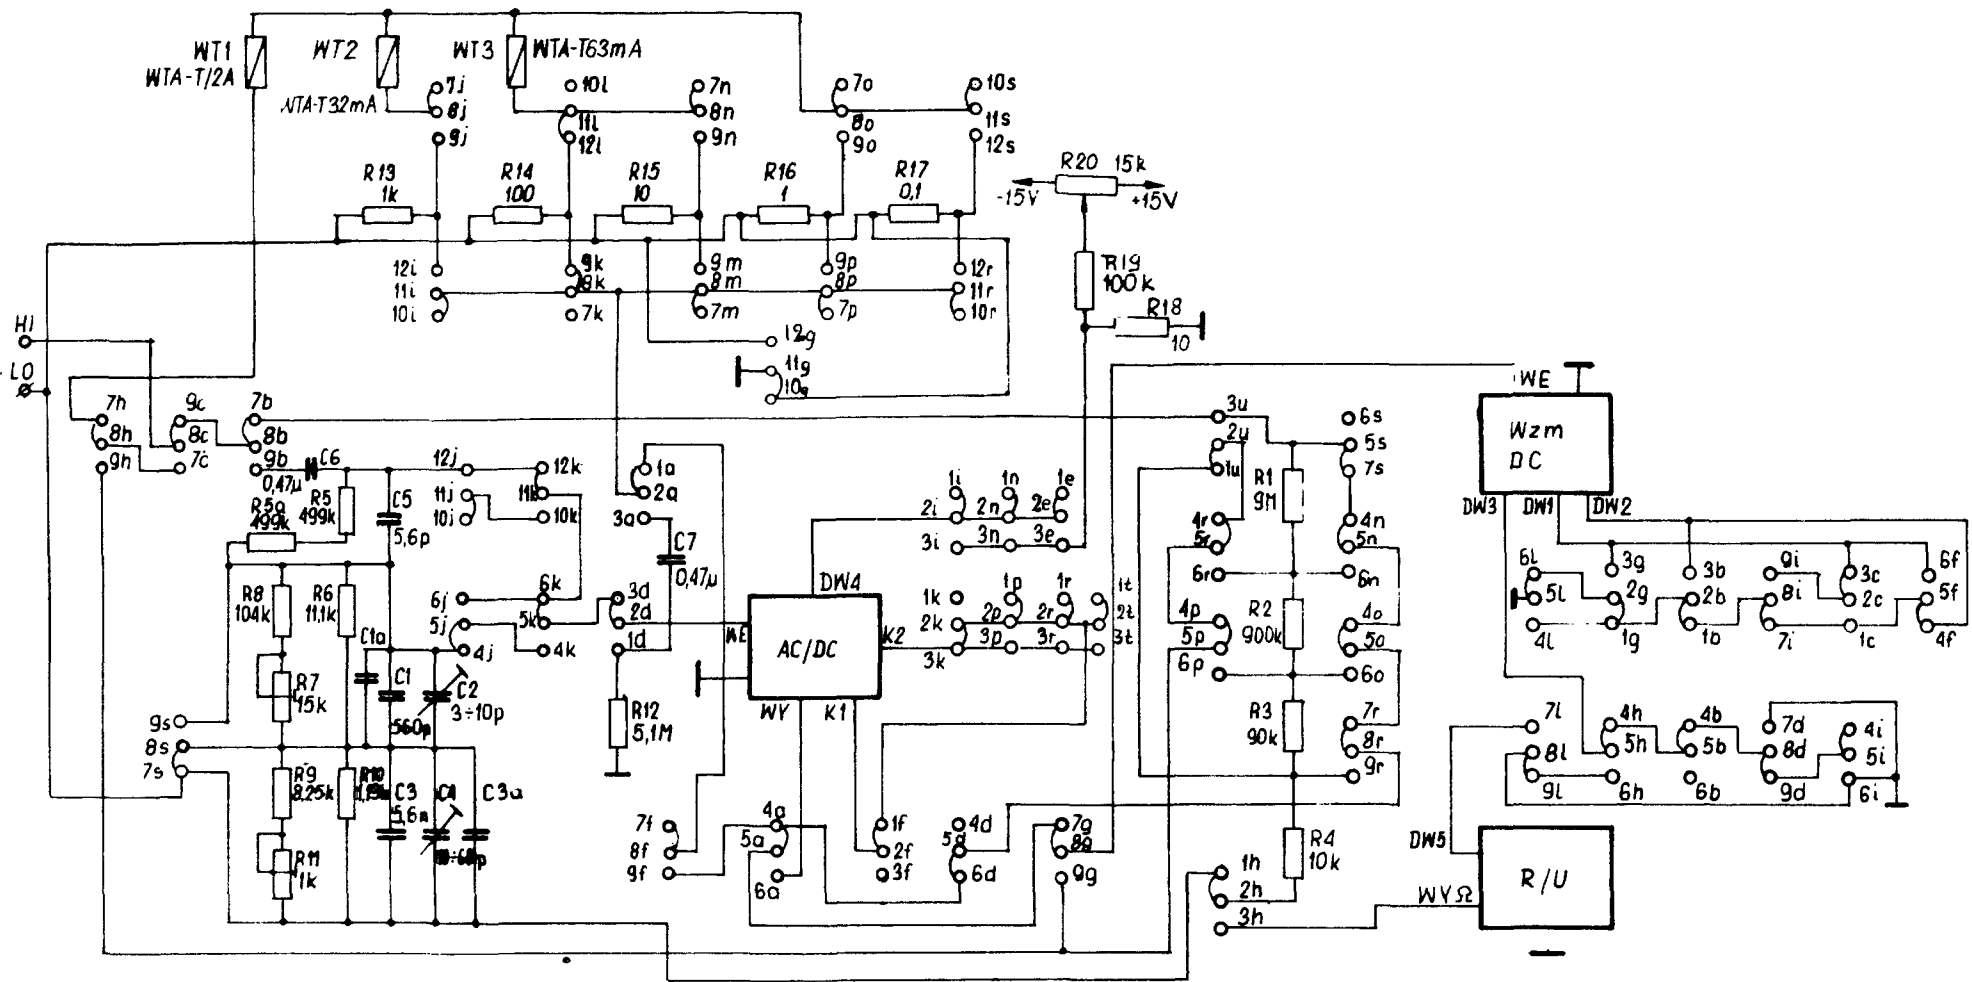 WT1
WTA-T/2A
WT2
WTA-T32mA
WT3
WTA-T63mA
7j
8j
9j
10l
11l
12l
7n
8n
9n
7o
8o
9o
10s
11s
12s
R13
1k
R14
100
R15
10
R16
1
R17
0,1
R20 15k
-15V
+15V
R19
100k
R18
10
12i
11i
10i
9k
8k
7k
9m
8m
7m
9p
8p
7p
12r
11r
10r
12g
11g
10g
HI
LO
7h
8h
9h
9c
8c
7c
7b
8b
9b
C6
0,47μ
R5a
499k
R5
499k
C5
5,6p
12j
11j
10j
12k
11k
10k
1a
2a
3a
C7
0,47μ
R8
104k
R6
11,1k
6j
5j
4j
6k
5k
4k
3d
2d
1d
C1a
C1
560p
C2
3÷10p
R7
15k
R12
5,1M
9s
8s
7s
R9
8,25k
R10
C3
5,6n
C4
C3a
R11
1k
WE
AC/DC
DW4
K2
WY
K1
1i
2i
3i
1n
2n
3n
1e
2e
3e
1k
2k
3k
1p
2p
3p
1r
2r
3r
1t
2t
3t
7f
8f
9f
4a
5a
6a
1f
2f
3f
4d
5d
6d
7g
8g
9g
3u
2u
1u
4r
5r
6r
4p
5p
6p
R1
9M
R2
900k
R3
90k
R4
10k
6s
5s
7s
4n
5n
6n
4o
5o
6o
7r
8r
9r
1h
2h
3h
WE
Wzm
DC
DW3
DW1
DW2
6l
5l
4l
3g
2g
1g
3b
2b
1b
9i
8i
7i
3c
2c
1c
6f
5f
4f
7l
8l
9l
4h
5h
6h
4b
5b
6b
7d
8d
9d
4i
5i
6i
DW5
WYΩ
R/U